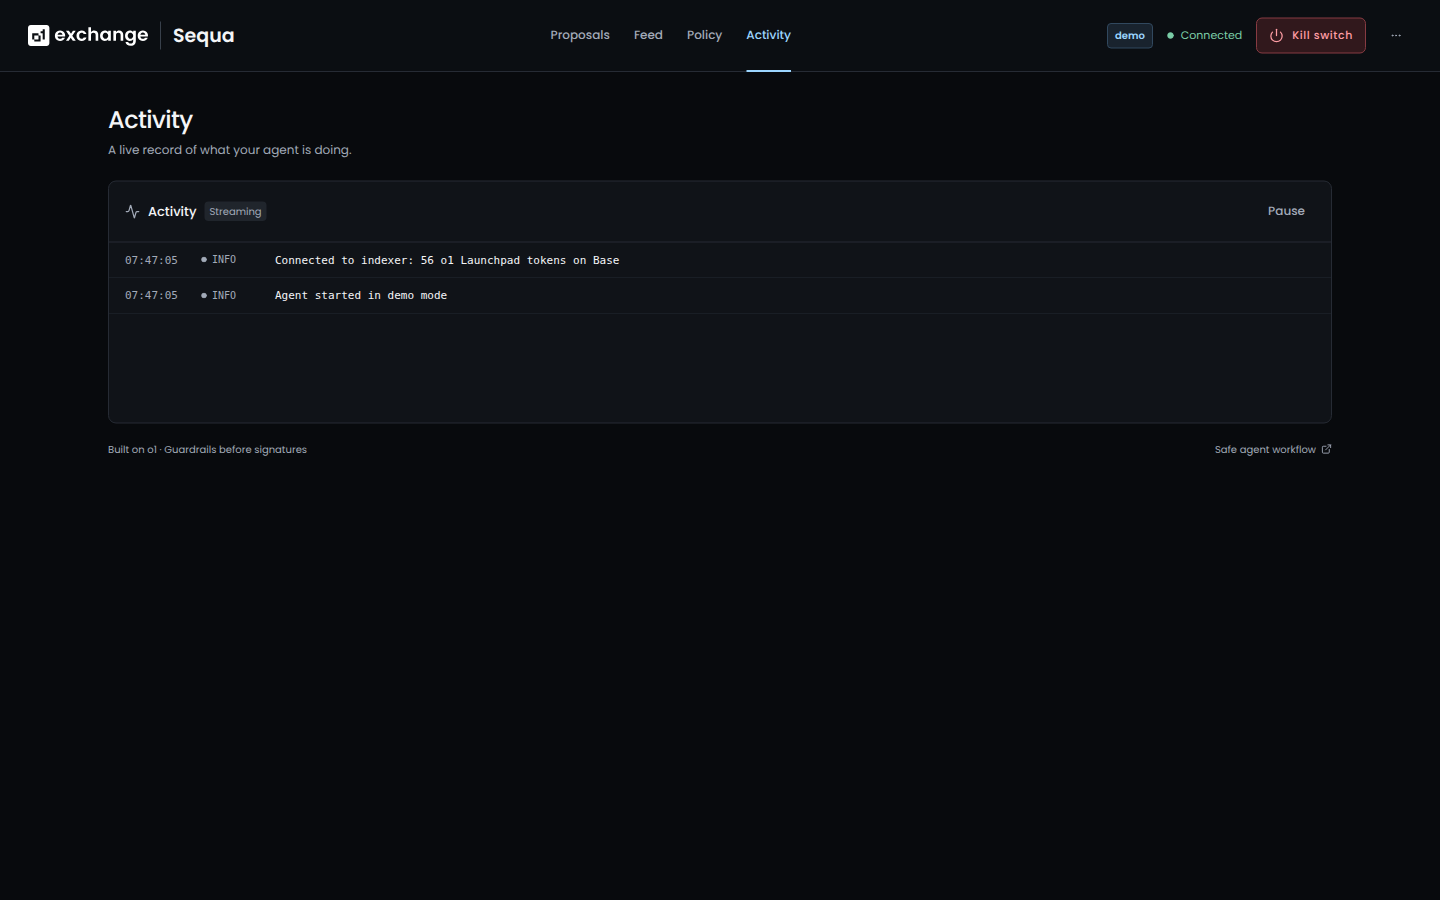 o1 exchange | Sequa
Proposals Feed Policy Activity
demo Connected Kill switch ...
Activity
A live record of what your agent is doing.
Activity Streaming Pause
07:47:05 INFO Connected to indexer: 56 o1 Launchpad tokens on Base
07:47:05 INFO Agent started in demo mode
Built on o1 · Guardrails before signatures
Safe agent workflow